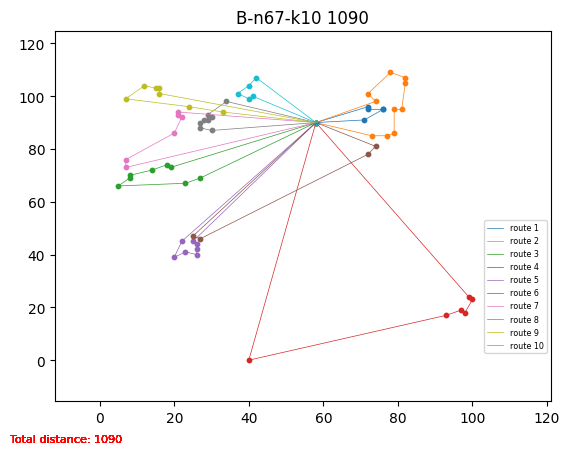 B-n67-k10 1090
120
100
80
60
40
20
0
0 20 40 60 80 100 120
route 1
route 2
route 3
route 4
route 5
route 6
route 7
route 8
route 9
route 10
Total distance: 1090